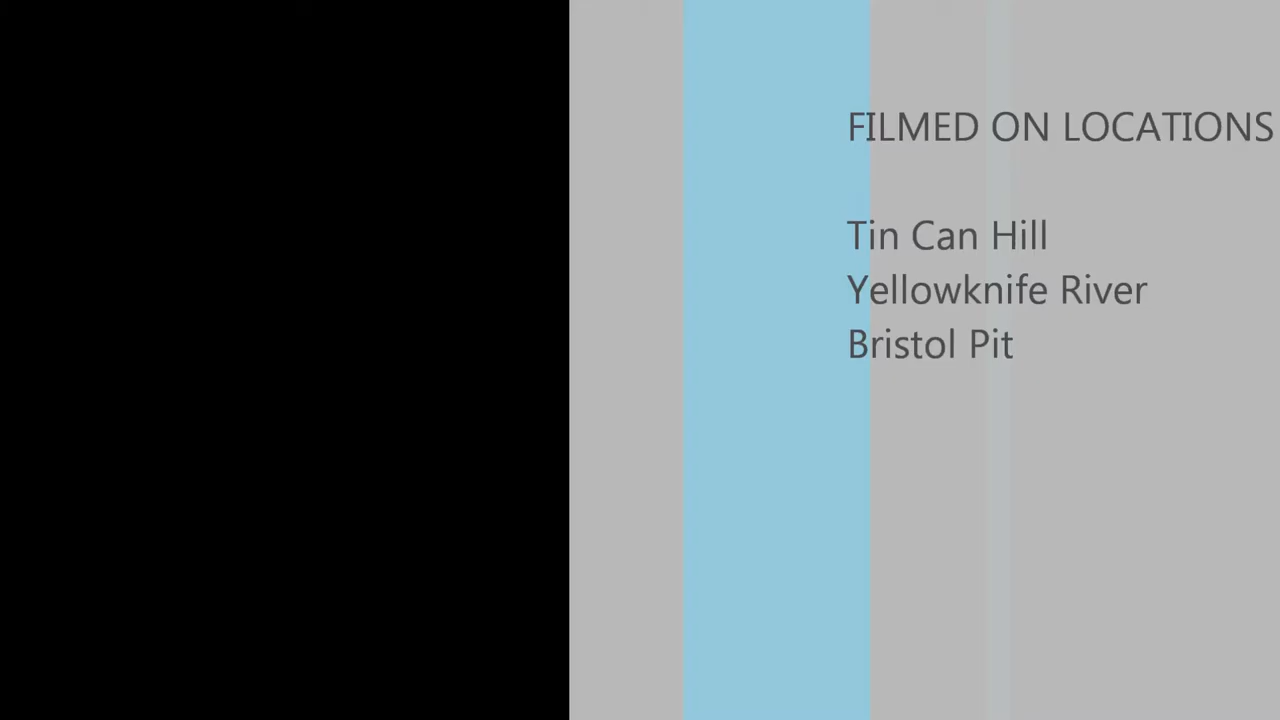 FILMED ON LOCATIONS
Tin Can Hill
Yellowknife River
Bristol Pit